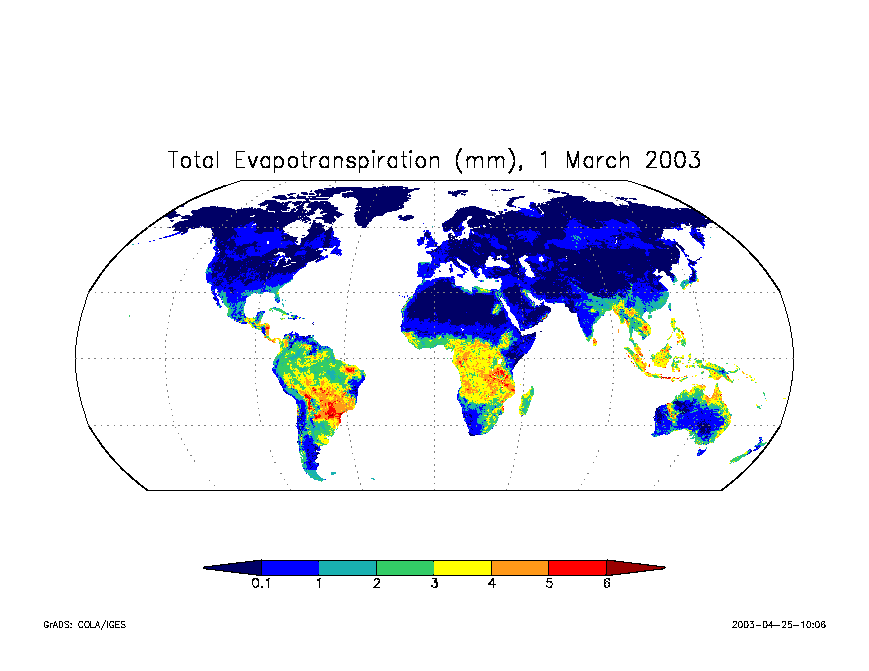 Total Evapotranspiration (mm), 1 March 2003
0.1 1 2 3 4 5 6
GrADS: COLA/IGES
2003-04-25-10:06